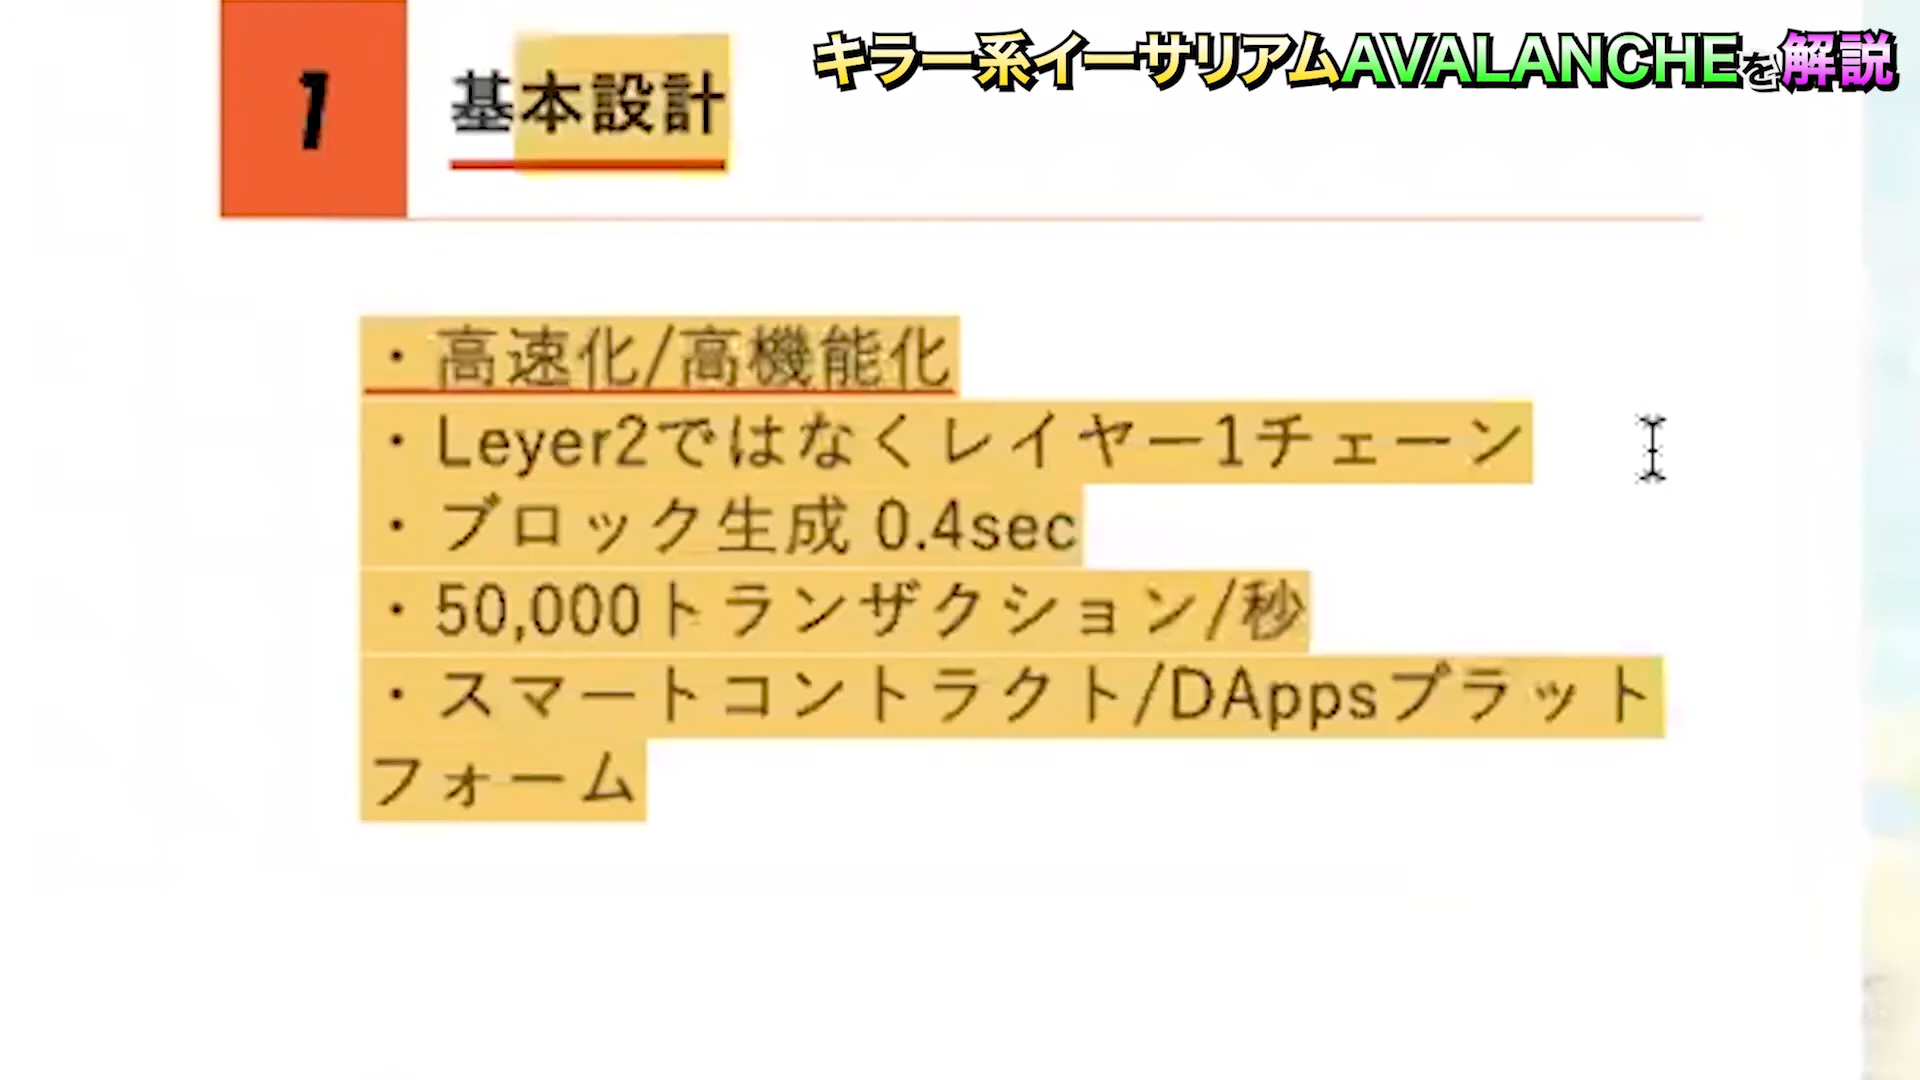 キラー系イーサリアムAVALANCHEを解説
1
基本設計
・高速化/高機能化
・Leyer2ではなくレイヤー1チェーン
・ブロック生成 0.4sec
・50,000トランザクション/秒
・スマートコントラクト/DAppsプラット
フォーム